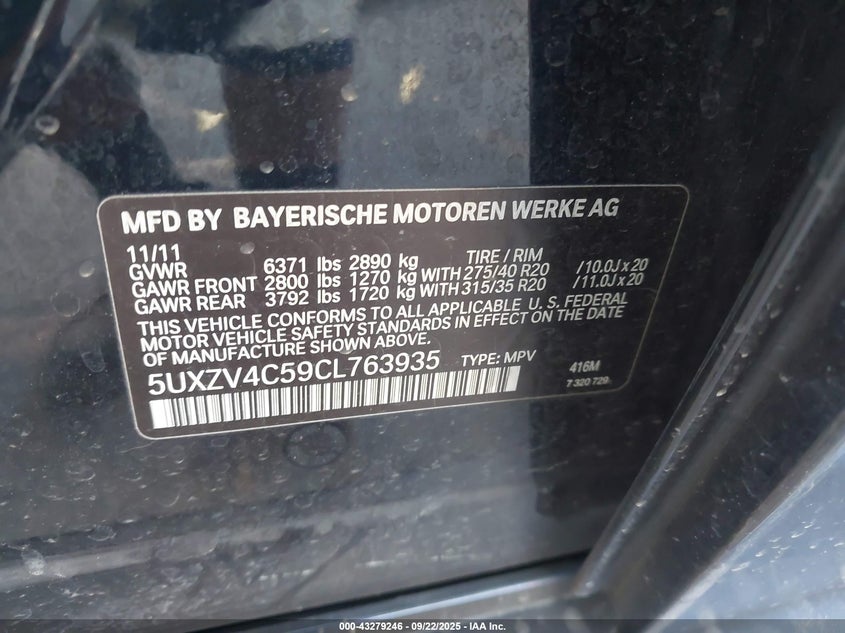 MFD BY BAYERISCHE MOTOREN WERKE AG
11/11 TIRE / RIM
GVWR 6371 lbs 2890 kg
GAWR FRONT 2800 lbs 1270 kg WITH 275/40 R20 /10.0J x 20
GAWR REAR 3792 lbs 1720 kg WITH 315/35 R20 /11.0J x 20
THIS VEHICLE CONFORMS TO ALL APPLICABLE U. S. FEDERAL
MOTOR VEHICLE SAFETY STANDARDS IN EFFECT ON THE DATE
OF MANUFACTURE SHOWN ABOVE.
5UXZV4C59CL763935 TYPE: MPV 416M
7 320 729
000-43279246 - 09/22/2025 - IAA Inc.